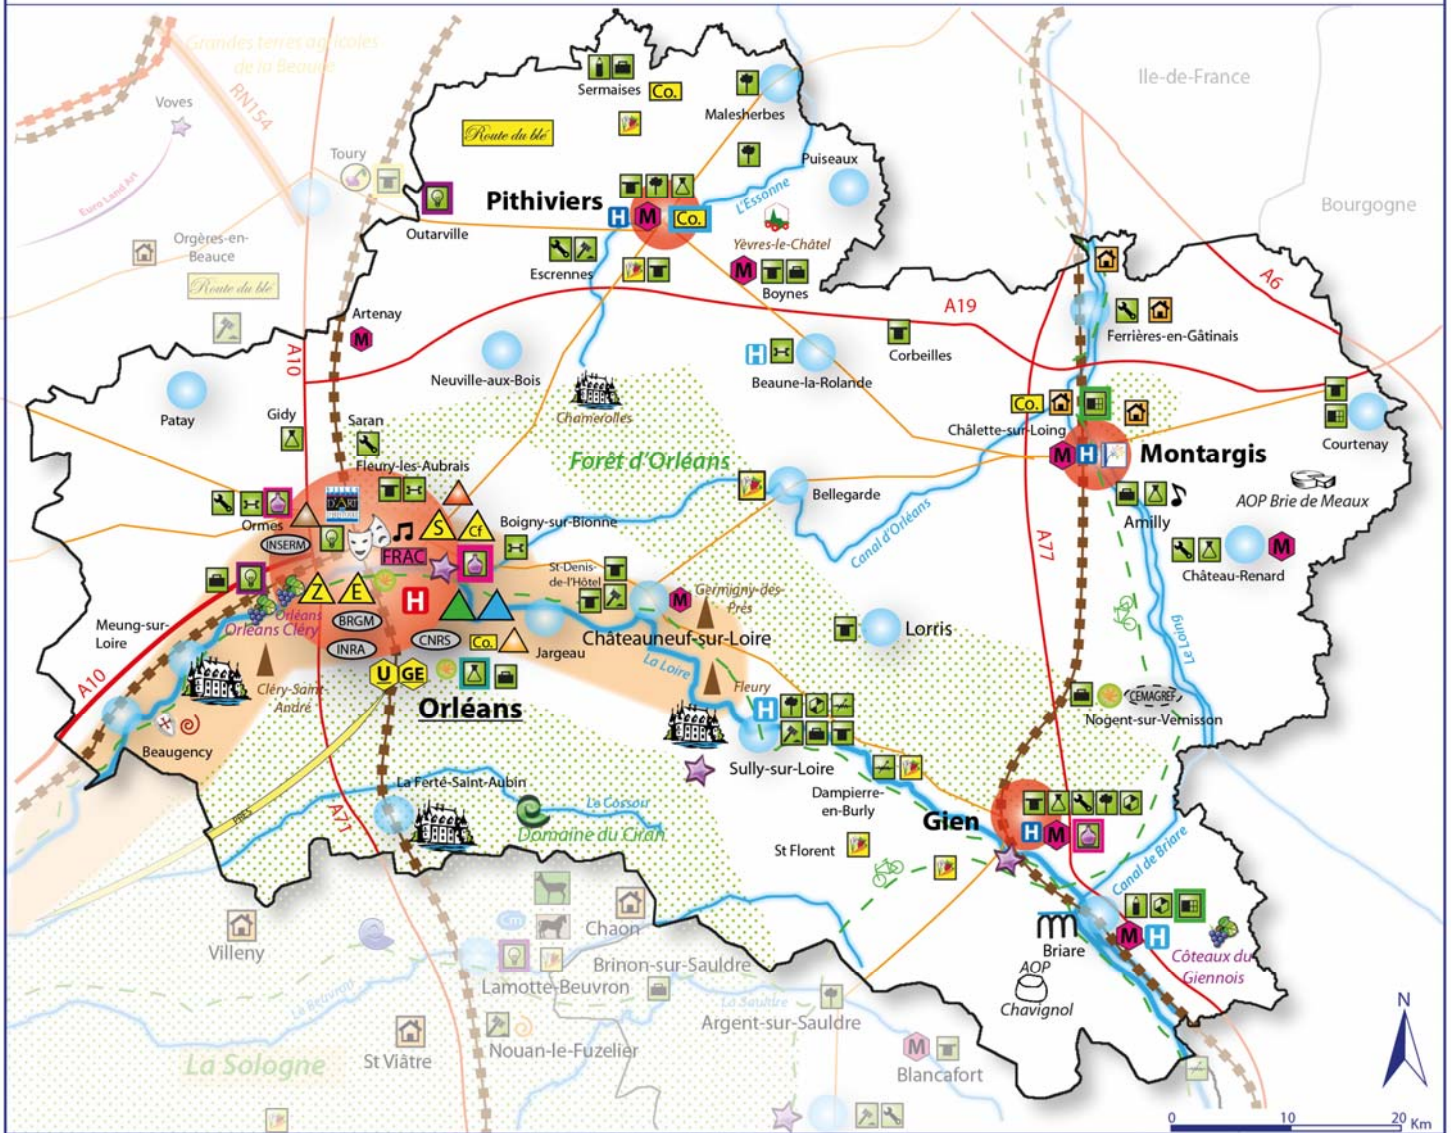 Grandes terres agricoles
de la Beauce
RN154
Voves
Euro Land Art
Toury
Orgères-en-
Beauce
Route du blé
Ile-de-France
Bourgogne
Sermaises
Co.
Malesherbes
Route du blé
Puiseaux
L'Essonne
Pithiviers
H
M
Co.
Outarville
Yèvres-le-Châtel
Escrennes
M
Boynes
A6
A19
Artenay
M
A10
Neuville-aux-Bois
H
Beaune-la-Rolande
Corbeilles
Ferrières-en-Gâtinais
Patay
Chamerolles
Gidy
Saran
Co.
Châlette-sur-Loing
Courtenay
Fleury-les-Aubrais
Forêt d'Orléans
M
H
Montargis
AOP Brie de Meaux
VILLES
D'ART
Bellegarde
Amilly
Ormes
S
Cf
Boigny-sur-Bionne
Canal d'Orléans
INSERM
FRAC
A77
M
Château-Renard
St-Denis-
de-l'Hôtel
Z
E
H
M
Germigny-des-
Prés
Orléans
Orléans Cléry
BRGM
Meung-sur-
Loire
INRA
CNRS
Co.
Jargeau
Châteauneuf-sur-Loire
Lorris
Le Loing
La Loire
A10
U
GE
Cléry-Saint-
André
Fleury
CEMAGREF
Orléans
H
Nogent-sur-Vernisson
Beaugency
Sully-sur-Loire
La Ferté-Saint-Aubin
Le Cosson
Dampierre-
en-Burly
A71
Domaine du Ciran
Gien
H
M
St Florent
Canal de Briare
Cm
Chaon
Villeny
Briare
M
H
Côteaux du
Giennois
Brinon-sur-Sauldre
AOP
Chavignol
Lamotte-Beuvron
Le Beuvron
La Sauldre
Argent-sur-Sauldre
N
Nouan-le-Fuzelier
St Viâtre
La Sologne
M
Blancafort
0
10
20 Km